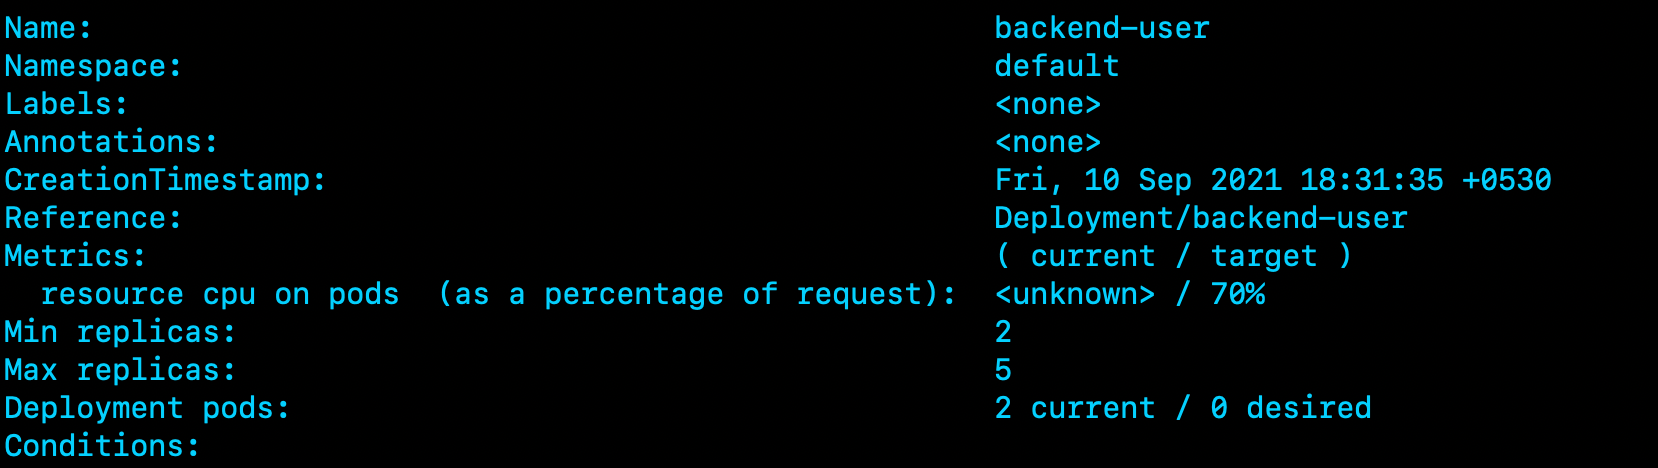 Name: backend-user
Namespace: default
Labels: <none>
Annotations: <none>
CreationTimestamp: Fri, 10 Sep 2021 18:31:35 +0530
Reference: Deployment/backend-user
Metrics: ( current / target )
  resource cpu on pods  (as a percentage of request): <unknown> / 70%
Min replicas: 2
Max replicas: 5
Deployment pods: 2 current / 0 desired
Conditions: